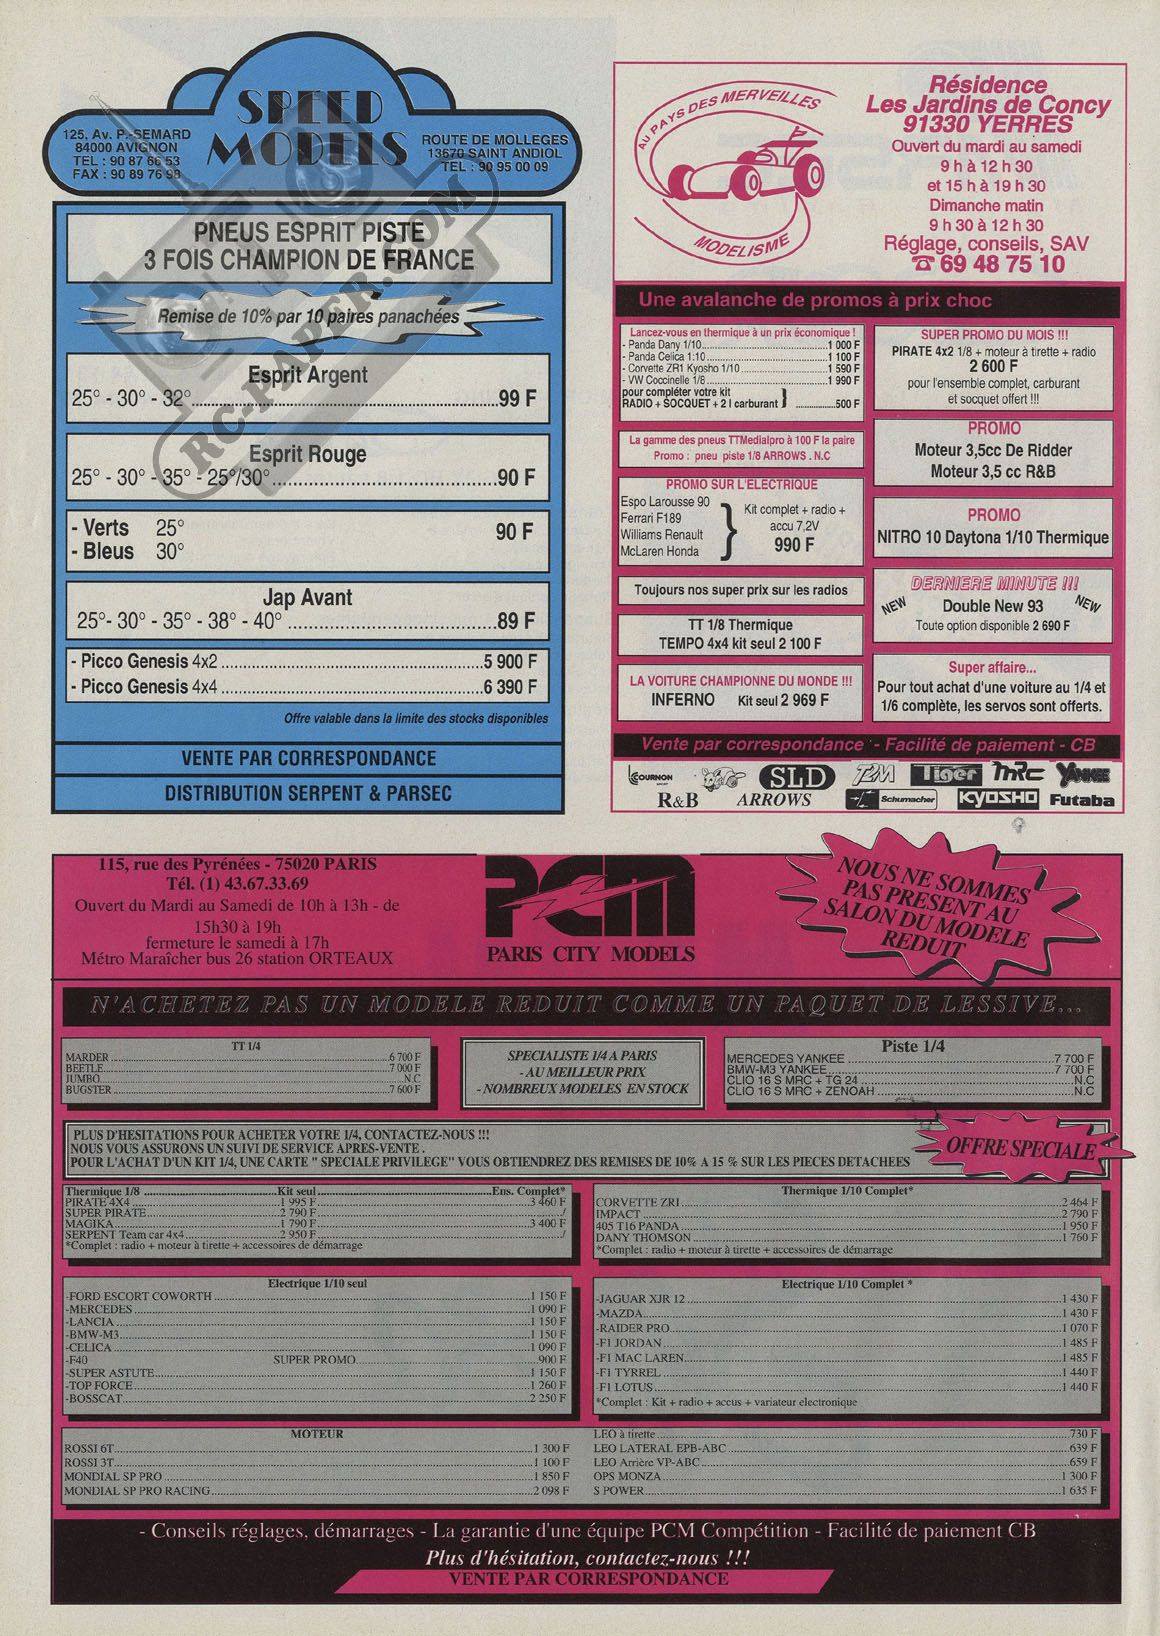 SPEED
MODELS
125, Av. P.-SEMARD
84000 AVIGNON
TEL : 90 87 66 53
FAX : 90 89 76 98
ROUTE DE MOLLEGES
13670 SAINT ANDIOL
TEL : 90 95 00 09
PNEUS ESPRIT PISTE
3 FOIS CHAMPION DE FRANCE
Remise de 10% par 10 paires panachées
Esprit Argent
25° - 30° - 32° 99 F
Esprit Rouge
25° - 30° - 35° - 25°/30° 90 F
- Verts 25° 90 F
- Bleus 30°
Jap Avant
25°- 30° - 35° - 38° - 40° 89 F
- Picco Genesis 4x2 5 900 F
- Picco Genesis 4x4 6 390 F
Offre valable dans la limite des stocks disponibles
VENTE PAR CORRESPONDANCE
DISTRIBUTION SERPENT & PARSEC
RC-PAPER.COM
AU PAYS DES MERVEILLES
MODELISME
Résidence
Les Jardins de Concy
91330 YERRES
Ouvert du mardi au samedi
9 h à 12 h 30
et 15 h à 19 h 30
Dimanche matin
9 h 30 à 12 h 30
Réglage, conseils, SAV
☎ 69 48 75 10
Une avalanche de promos à prix choc
Lancez-vous en thermique à un prix économique !
- Panda Dany 1/10 1 000 F
- Panda Celica 1:10 1 100 F
- Corvette ZR1 Kyosho 1/10 1 590 F
- VW Coccinelle 1/8 1 990 F
pour compléter votre kit
RADIO + SOCQUET + 2 l carburant } 500 F
La gamme des pneus TTMedialpro à 100 F la paire
Promo : pneu piste 1/8 ARROWS . N.C
PROMO SUR L'ELECTRIQUE
Espo Larousse 90
Ferrari F189
Williams Renault
McLaren Honda
Kit complet + radio +
accu 7,2V
990 F
Toujours nos super prix sur les radios
TT 1/8 Thermique
TEMPO 4x4 kit seul 2 100 F
LA VOITURE CHAMPIONNE DU MONDE !!!
INFERNO Kit seul 2 969 F
SUPER PROMO DU MOIS !!!
PIRATE 4x2 1/8 + moteur à tirette + radio
2 600 F
pour l'ensemble complet, carburant
et socquet offert !!!
PROMO
Moteur 3,5cc De Ridder
Moteur 3,5 cc R&B
PROMO
NITRO 10 Daytona 1/10 Thermique
DERNIERE MINUTE !!!
NEW Double New 93 NEW
Toute option disponible 2 690 F
Super affaire...
Pour tout achat d'une voiture au 1/4 et
1/6 complète, les servos sont offerts.
Vente par correspondance - Facilité de paiement - CB
COURNON SLD T2M Tiger MRC YANKEE
R&B ARROWS Schumacher KYOSHO Futaba
115, rue des Pyrénées - 75020 PARIS
Tél. (1) 43.67.33.69
Ouvert du Mardi au Samedi de 10h à 13h - de
15h30 à 19h
fermeture le samedi à 17h
Métro Maraîcher bus 26 station ORTEAUX
PCM
PARIS CITY MODELS
NOUS NE SOMMES
PAS PRESENT AU
SALON DU MODELE
REDUIT
N'ACHETEZ PAS UN MODELE REDUIT COMME UN PAQUET DE LESSIVE...
TT 1/4
MARDER 6 700 F
BEETLE 7 000 F
JUMBO N.C
BUGSTER 7 600 F
SPECIALISTE 1/4 A PARIS
- AU MEILLEUR PRIX
- NOMBREUX MODELES EN STOCK
Piste 1/4
MERCEDES YANKEE 7 700 F
BMW-M3 YANKEE 7 700 F
CLIO 16 S MRC + TG 24 N.C
CLIO 16 S MRC + ZENOAH N.C
PLUS D'HESITATIONS POUR ACHETER VOTRE 1/4, CONTACTEZ-NOUS !!!
NOUS VOUS ASSURONS UN SUIVI DE SERVICE APRES-VENTE .
POUR L'ACHAT D'UN KIT 1/4, UNE CARTE " SPECIALE PRIVILEGE" VOUS OBTIENDREZ DES REMISES DE 10% A 15 % SUR LES PIECES DETACHEES
OFFRE SPECIALE
Thermique 1/8 Kit seul Ens. Complet*
PIRATE 4X4 1 995 F 3 460 F
SUPER PIRATE 2 790 F /
MAGIKA 1 790 F 3 400 F
SERPENT Team car 4x4 2 950 F /
*Complet : radio + moteur à tirette + accessoires de démarrage
Thermique 1/10 Complet*
CORVETTE ZR1 2 464 F
IMPACT 2 790 F
405 T16 PANDA 1 950 F
DANY THOMSON 1 760 F
*Complet : radio + moteur à tirette + accessoires de démarrage
Electrique 1/10 seul
-FORD ESCORT COWORTH 1 150 F
-MERCEDES 1 090 F
-LANCIA 1 150 F
-BMW-M3 1 150 F
-CELICA 1 090 F
-F40 SUPER PROMO 900 F
-SUPER ASTUTE 1 150 F
-TOP FORCE 1 260 F
-BOSSCAT 2 250 F
Electrique 1/10 Complet *
-JAGUAR XJR 12 1 430 F
-MAZDA 1 430 F
-RAIDER PRO 1 070 F
-F1 JORDAN 1 485 F
-F1 MAC LAREN 1 485 F
-F1 TYRREL 1 440 F
-F1 LOTUS 1 440 F
*Complet : Kit + radio + accus + variateur electronique
MOTEUR
ROSSI 6T 1 300 F
ROSSI 3T 1 100 F
MONDIAL SP PRO 1 850 F
MONDIAL SP PRO RACING 2 098 F
LEO à tirette 730 F
LEO LATERAL EPB-ABC 639 F
LEO Arrière VP-ABC 659 F
OPS MONZA 1 300 F
S POWER 1 635 F
- Conseils réglages, démarrages - La garantie d'une équipe PCM Compétition - Facilité de paiement CB
Plus d'hésitation, contactez-nous !!!
VENTE PAR CORRESPONDANCE